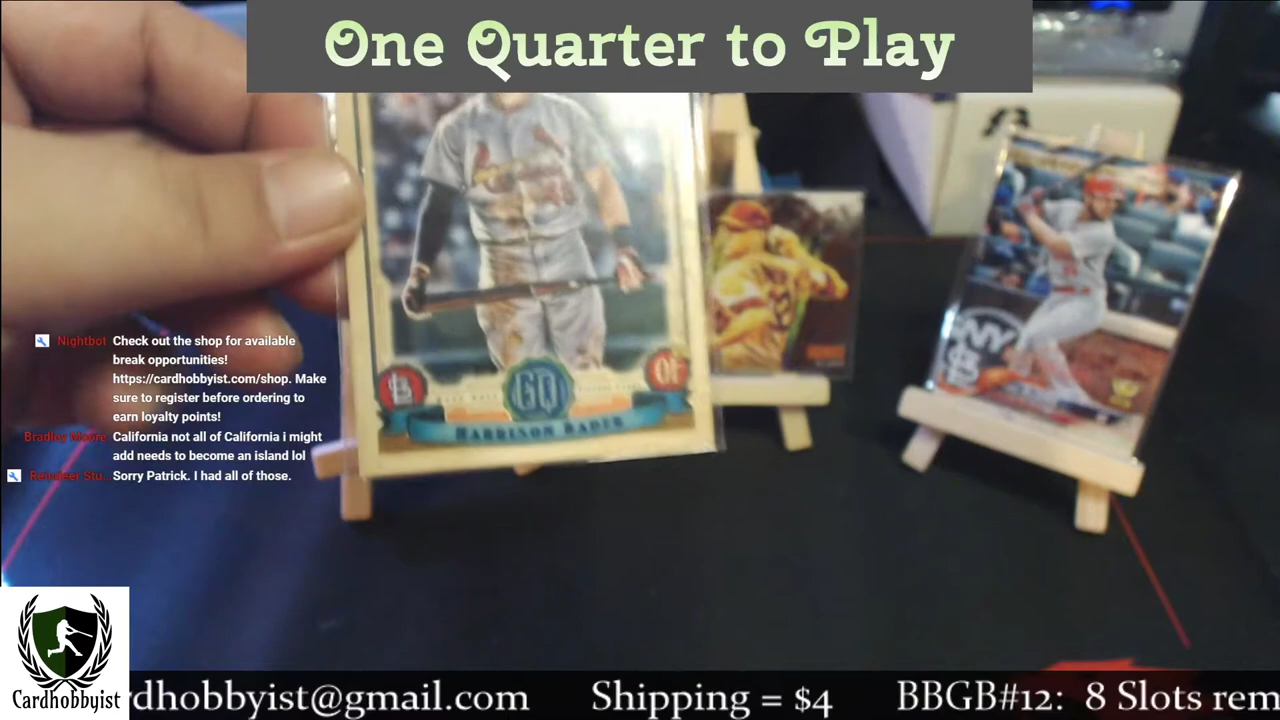 One Quarter to Play
GQ
OF
HARRISON BADER
NY
Nightbot Check out the shop for available
break opportunities!
https://cardhobbyist.com/shop. Make
sure to register before ordering to
earn loyalty points!
Bradley Moore California not all of California i might
add needs to become an island lol
Reindeer Stu... Sorry Patrick. I had all of those.
Cardhobbyist
rdhobbyist@gmail.com Shipping = $4 BBGB#12: 8 Slots rem